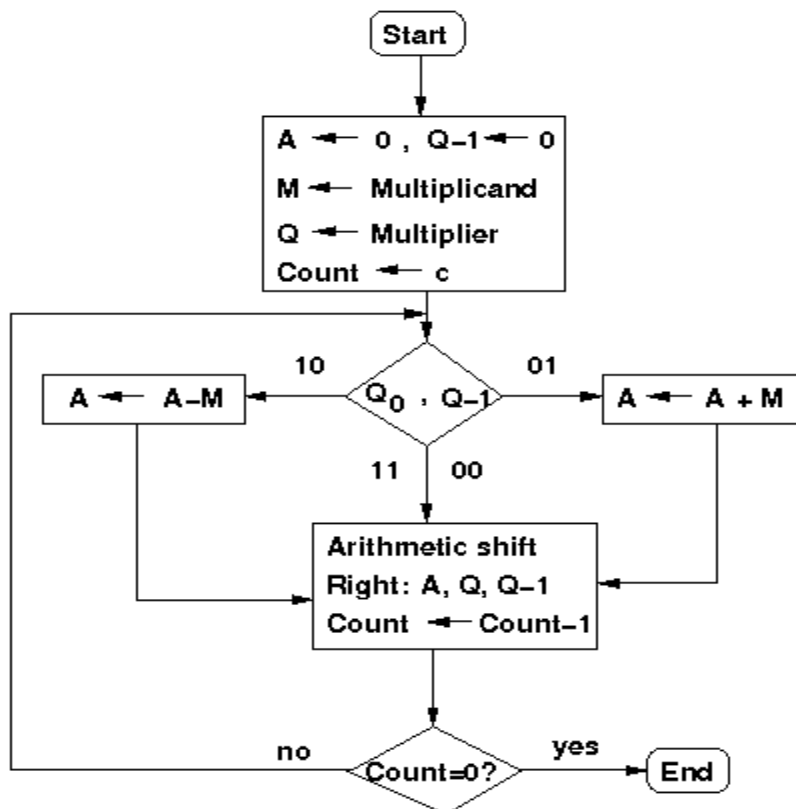 Start
A ← 0 , Q-1 ← 0
M ← Multiplicand
Q ← Multiplier
Count ← c
10
01
A ← A-M
Q0 , Q-1
A ← A + M
11 00
Arithmetic shift
Right: A, Q, Q-1
Count ← Count-1
no
yes
Count=0?
End